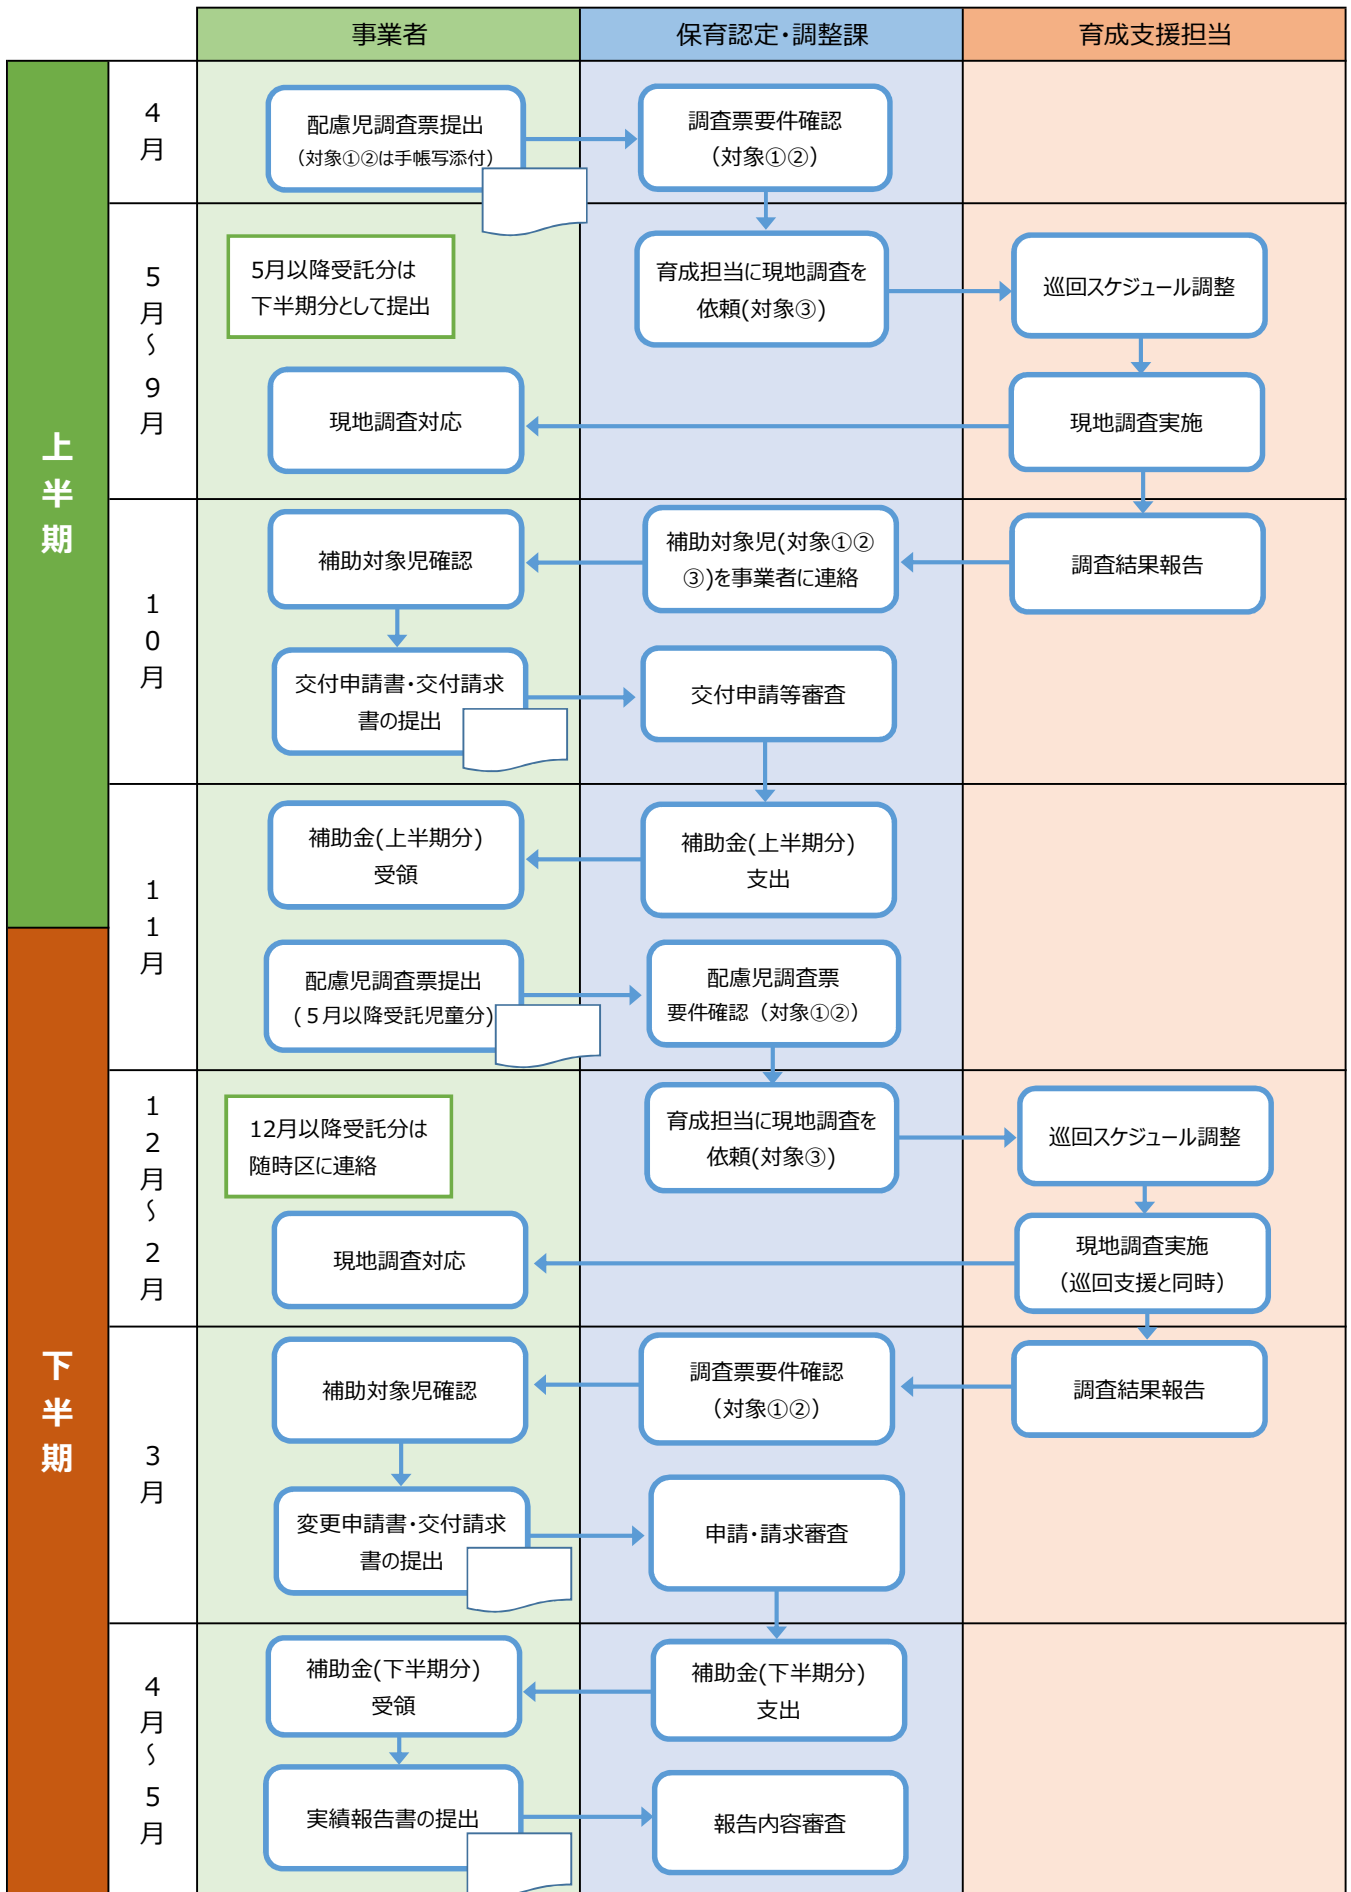 事業者
保育認定・調整課
育成支援担当
上半期
4月
配慮児調査票提出
（対象①②は手帳写添付）
調査票要件確認
（対象①②）
5月～9月
5月以降受託分は
下半期分として提出
育成担当に現地調査を
依頼(対象③)
巡回スケジュール調整
現地調査対応
現地調査実施
10月
補助対象児確認
補助対象児(対象①②
③)を事業者に連絡
調査結果報告
交付申請書・交付請求
書の提出
交付申請等審査
11月
補助金(上半期分)
受領
補助金(上半期分)
支出
下半期
配慮児調査票提出
(５月以降受託児童分)
配慮児調査票
要件確認（対象①②）
12月～2月
12月以降受託分は
随時区に連絡
育成担当に現地調査を
依頼(対象③)
巡回スケジュール調整
現地調査対応
現地調査実施
（巡回支援と同時）
3月
補助対象児確認
調査票要件確認
（対象①②）
調査結果報告
変更申請書・交付請求
書の提出
申請・請求審査
4月～5月
補助金(下半期分)
受領
補助金(下半期分)
支出
実績報告書の提出
報告内容審査